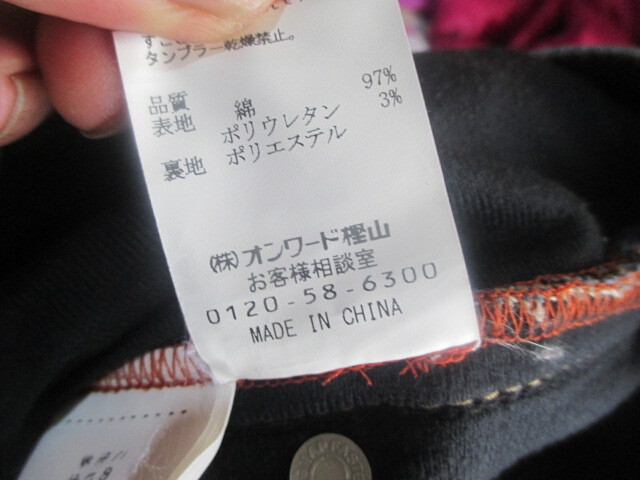 タンブラー乾燥禁止。
品質
表地 綿 97%
ポリウレタン 3%
裏地 ポリエステル
(株)オンワード樫山
お客様相談室
0120-58-6300
MADE IN CHINA